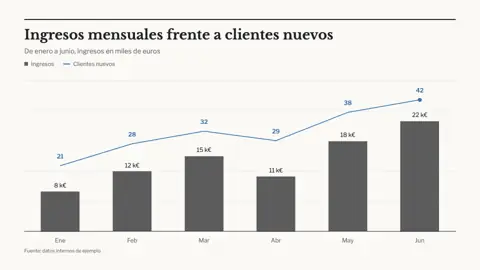 Ingresos mensuales frente a clientes nuevos
De enero a junio, ingresos en miles de euros
Ingresos Clientes nuevos
42
38
32
29
28
21
22 k€
18 k€
15 k€
12 k€
11 k€
8 k€
Ene Feb Mar Abr May Jun
Fuente: datos internos de ejemplo.